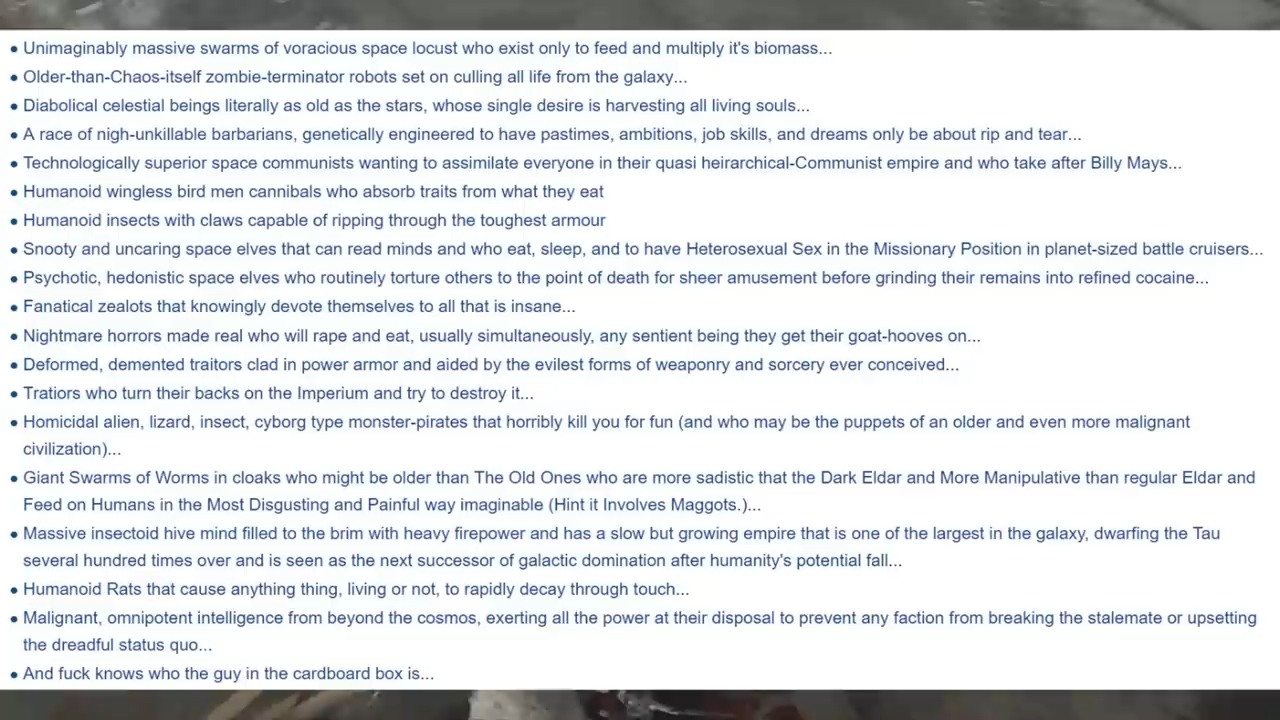 • Unimaginably massive swarms of voracious space locust who exist only to feed and multiply it's biomass...
• Older-than-Chaos-itself zombie-terminator robots set on culling all life from the galaxy...
• Diabolical celestial beings literally as old as the stars, whose single desire is harvesting all living souls...
• A race of nigh-unkillable barbarians, genetically engineered to have pastimes, ambitions, job skills, and dreams only be about rip and tear...
• Technologically superior space communists wanting to assimilate everyone in their quasi heirarchical-Communist empire and who take after Billy Mays...
• Humanoid wingless bird men cannibals who absorb traits from what they eat
• Humanoid insects with claws capable of ripping through the toughest armour
• Snooty and uncaring space elves that can read minds and who eat, sleep, and to have Heterosexual Sex in the Missionary Position in planet-sized battle cruisers...
• Psychotic, hedonistic space elves who routinely torture others to the point of death for sheer amusement before grinding their remains into refined cocaine...
• Fanatical zealots that knowingly devote themselves to all that is insane...
• Nightmare horrors made real who will rape and eat, usually simultaneously, any sentient being they get their goat-hooves on...
• Deformed, demented traitors clad in power armor and aided by the evilest forms of weaponry and sorcery ever conceived...
• Tratiors who turn their backs on the Imperium and try to destroy it...
• Homicidal alien, lizard, insect, cyborg type monster-pirates that horribly kill you for fun (and who may be the puppets of an older and even more malignant
civilization)...
• Giant Swarms of Worms in cloaks who might be older than The Old Ones who are more sadistic that the Dark Eldar and More Manipulative than regular Eldar and
Feed on Humans in the Most Disgusting and Painful way imaginable (Hint it Involves Maggots.)...
• Massive insectoid hive mind filled to the brim with heavy firepower and has a slow but growing empire that is one of the largest in the galaxy, dwarfing the Tau
several hundred times over and is seen as the next successor of galactic domination after humanity's potential fall...
• Humanoid Rats that cause anything thing, living or not, to rapidly decay through touch...
• Malignant, omnipotent intelligence from beyond the cosmos, exerting all the power at their disposal to prevent any faction from breaking the stalemate or upsetting
the dreadful status quo...
• And fuck knows who the guy in the cardboard box is...